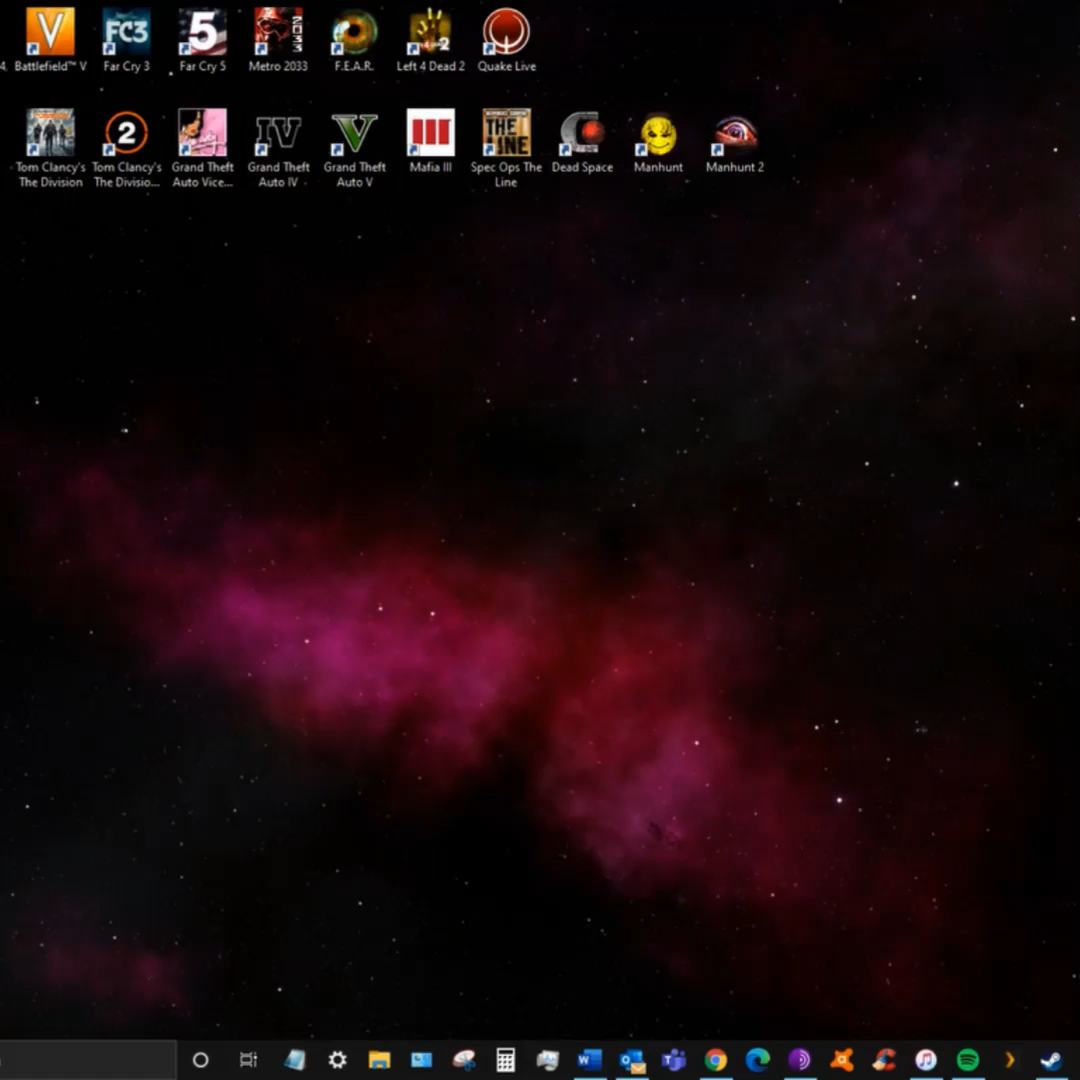 4. Battlefield™ V Far Cry 3 Far Cry 5 Metro 2033 F.E.A.R. Left 4 Dead 2 Quake Live
Tom Clancy's Tom Clancy's Grand Theft Grand Theft Grand Theft Mafia III Spec Ops The Dead Space Manhunt Manhunt 2
The Division The Divisio... Auto Vice... Auto IV Auto V Line